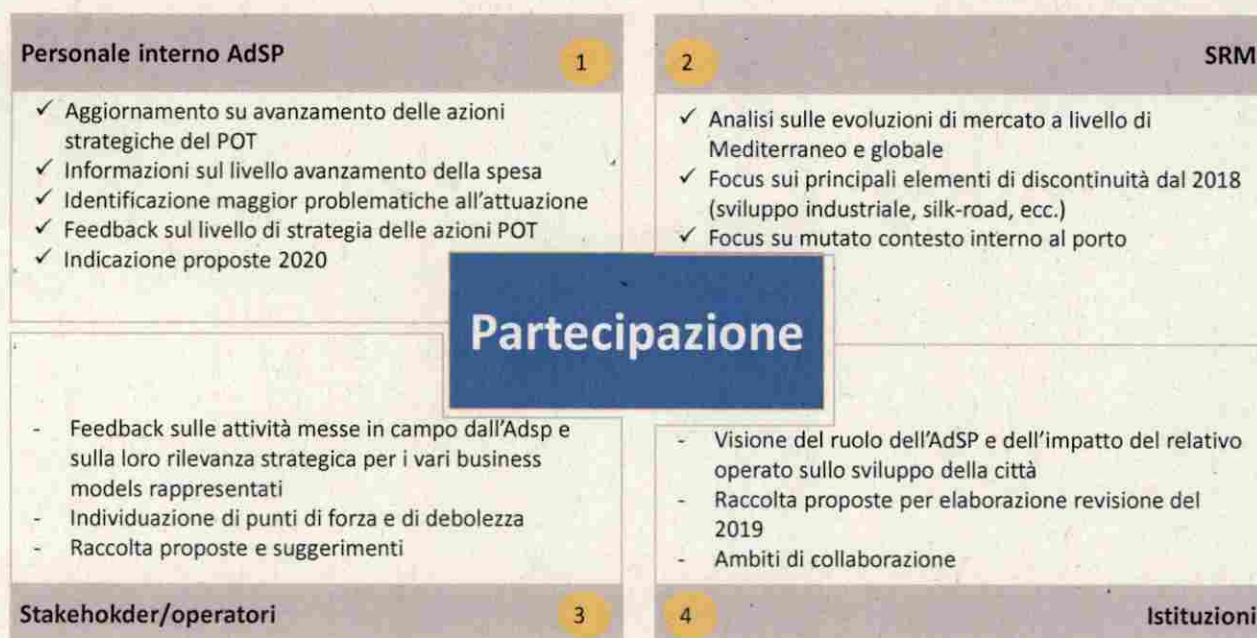 Personale interno AdSP
1
✓ Aggiornamento su avanzamento delle azioni
strategiche del POT
✓ Informazioni sul livello avanzamento della spesa
✓ Identificazione maggior problematiche all'attuazione
✓ Feedback sul livello di strategia delle azioni POT
✓ Indicazione proposte 2020
2
SRM
✓ Analisi sulle evoluzioni di mercato a livello di
Mediterraneo e globale
✓ Focus sui principali elementi di discontinuità dal 2018
(sviluppo industriale, silk-road, ecc.)
✓ Focus su mutato contesto interno al porto
Partecipazione
- Feedback sulle attività messe in campo dall'Adsp e
sulla loro rilevanza strategica per i vari business
models rappresentati
- Individuazione di punti di forza e di debolezza
- Raccolta proposte e suggerimenti
Stakehokder/operatori
3
- Visione del ruolo dell'AdSP e dell'impatto del relativo
operato sullo sviluppo della città
- Raccolta proposte per elaborazione revisione del
2019
- Ambiti di collaborazione
4
Istituzioni